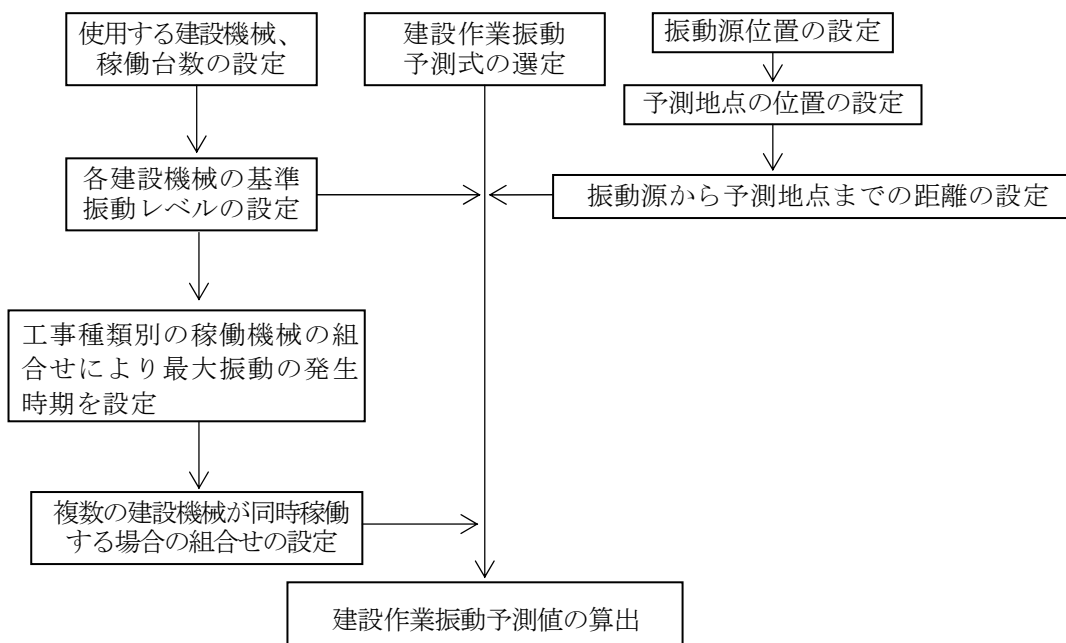 使用する建設機械、
稼働台数の設定
建設作業振動
予測式の選定
振動源位置の設定
予測地点の位置の設定
各建設機械の基準
振動レベルの設定
振動源から予測地点までの距離の設定
工事種類別の稼働機械の組
合せにより最大振動の発生
時期を設定
複数の建設機械が同時稼働
する場合の組合せの設定
建設作業振動予測値の算出